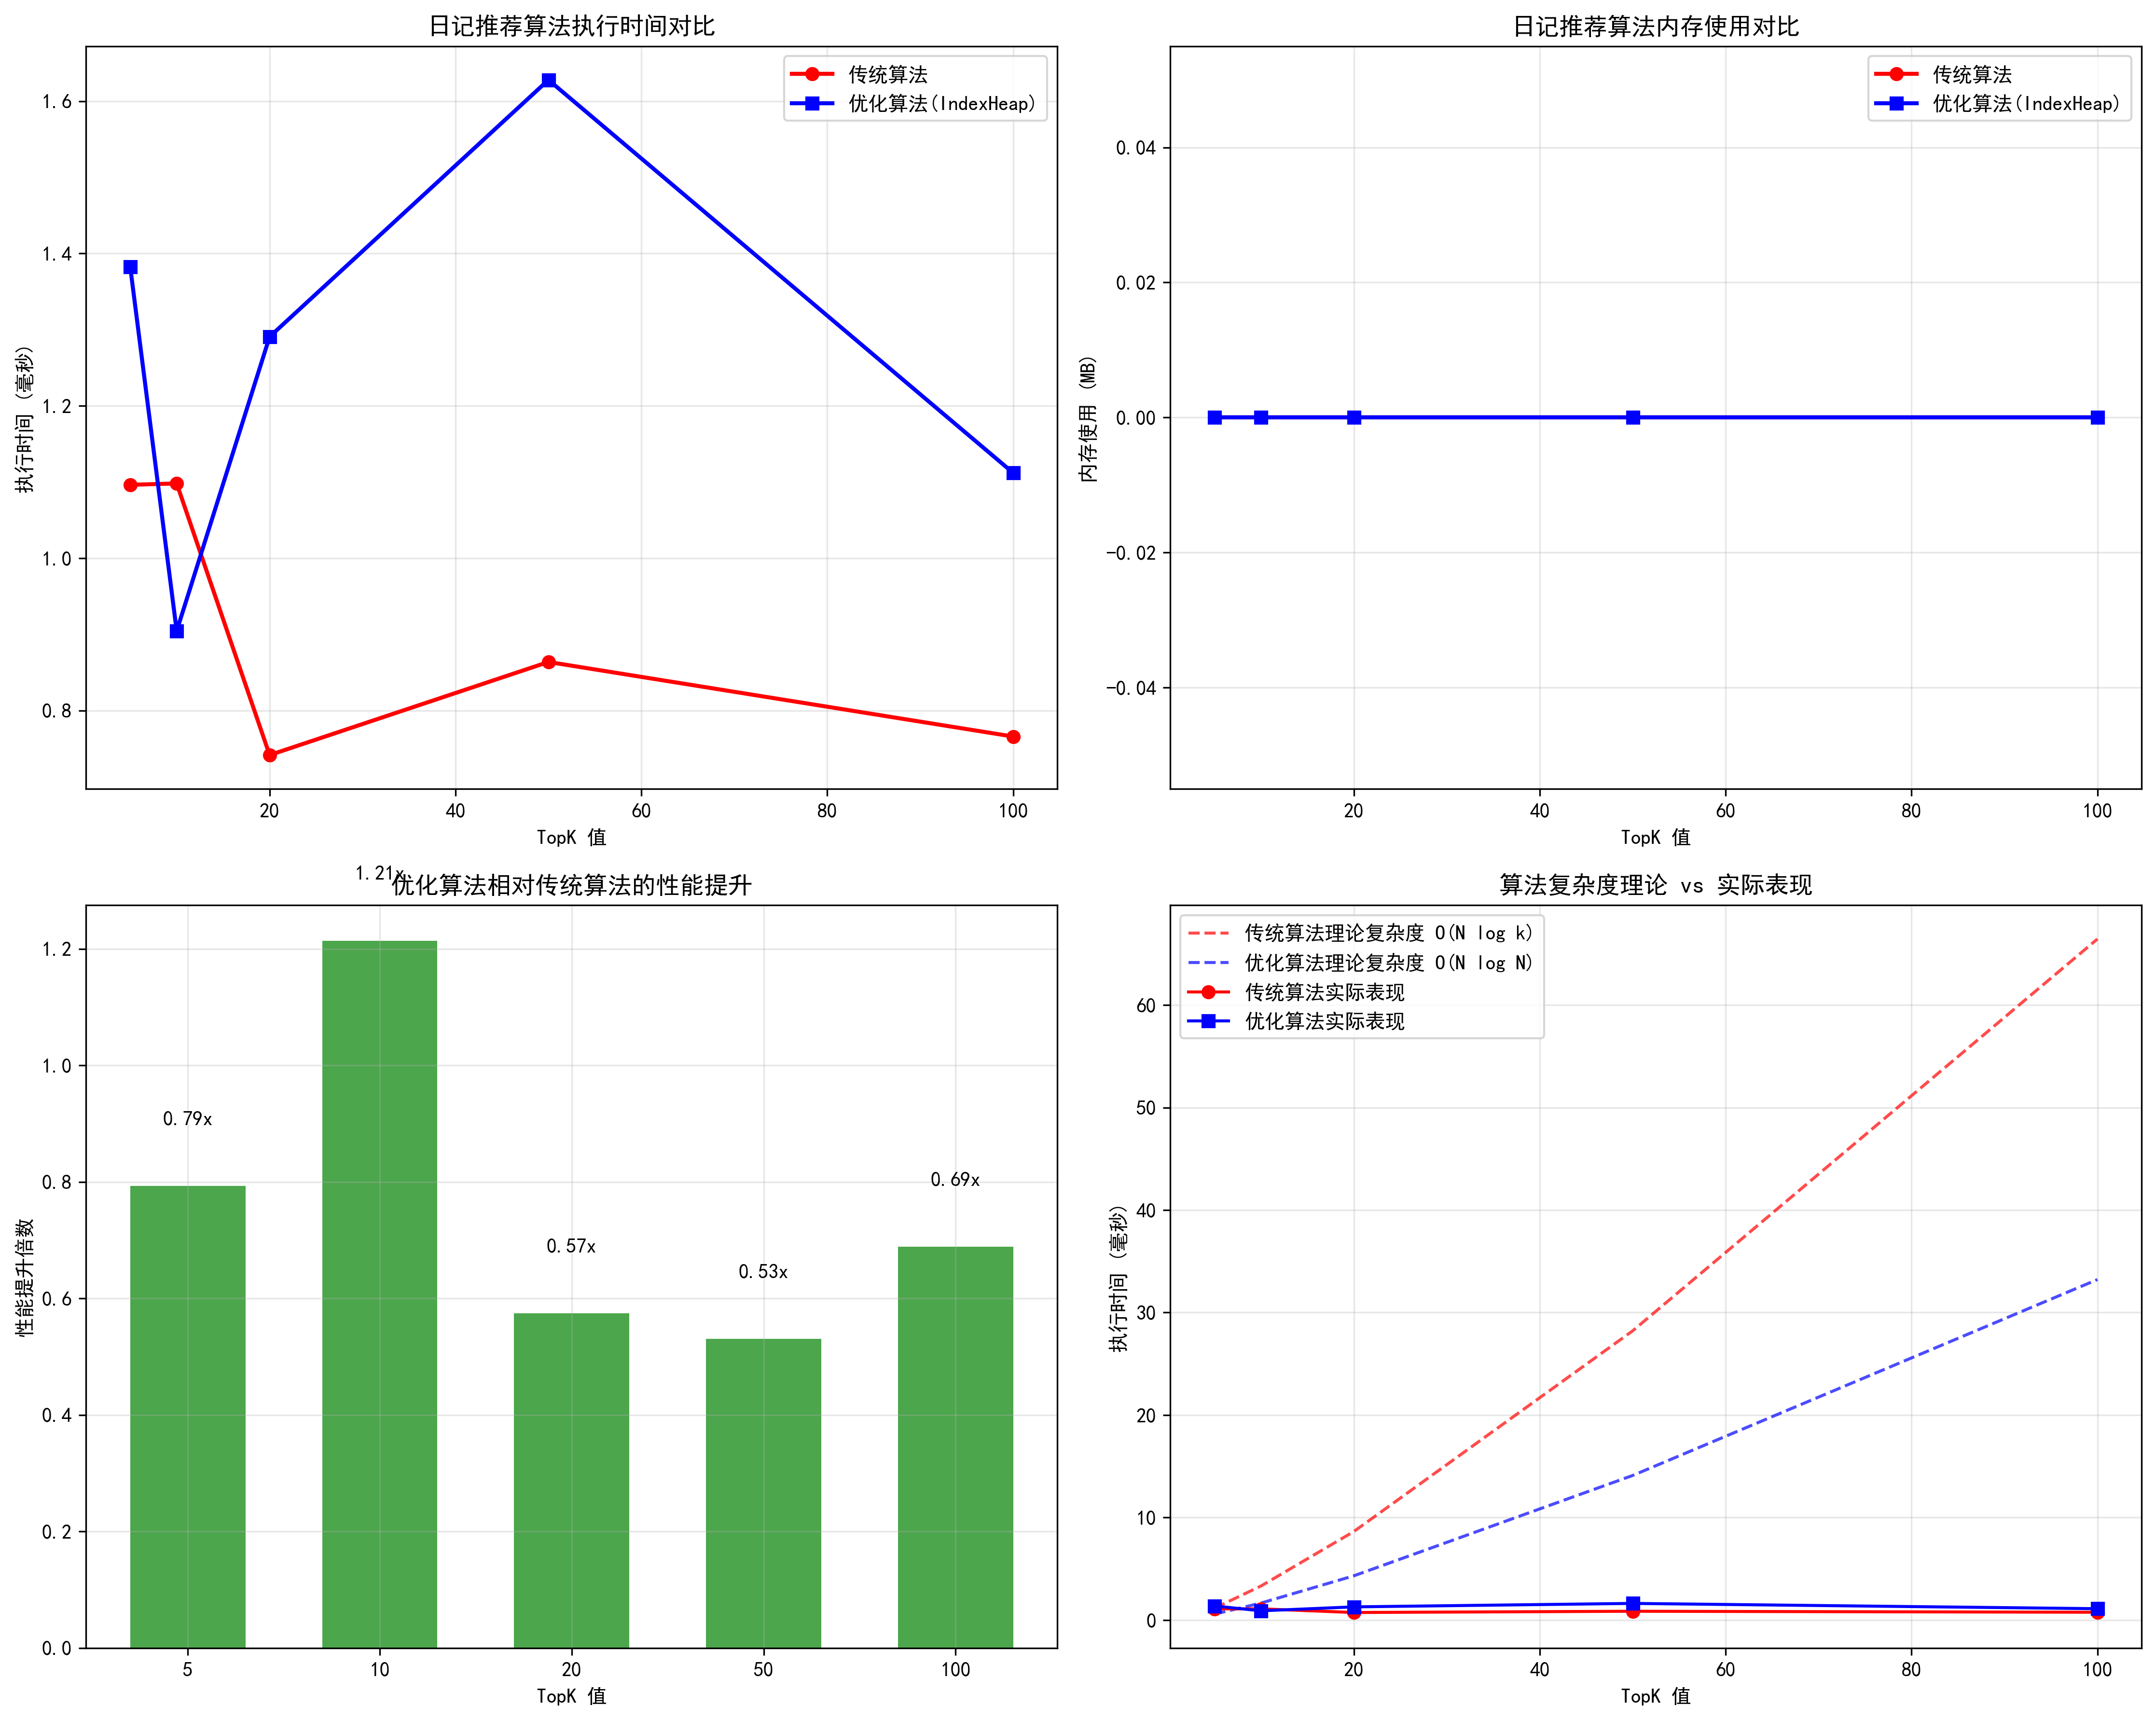 日记推荐算法执行时间对比
传统算法
优化算法(IndexHeap)
执行时间 (毫秒)
1.6
1.4
1.2
1.0
0.8
20 40 60 80 100
TopK 值
日记推荐算法内存使用对比
传统算法
优化算法(IndexHeap)
内存使用 (MB)
0.04
0.02
0.00
-0.02
-0.04
20 40 60 80 100
TopK 值
优化算法相对传统算法的性能提升
1.21x
0.79x
0.57x
0.53x
0.69x
性能提升倍数
1.2
1.0
0.8
0.6
0.4
0.2
0.0
5 10 20 50 100
TopK 值
算法复杂度理论 vs 实际表现
传统算法理论复杂度 O(N log k)
优化算法理论复杂度 O(N log N)
传统算法实际表现
优化算法实际表现
执行时间 (毫秒)
60
50
40
30
20
10
0
20 40 60 80 100
TopK 值